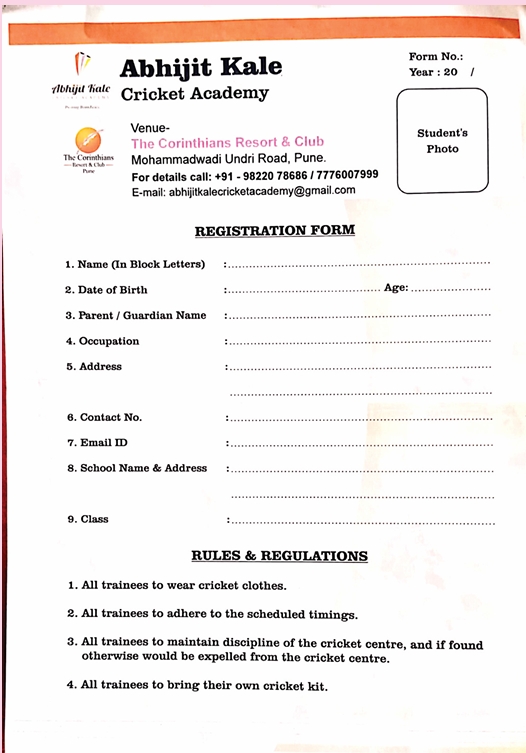 Abhijit Kale
Cricket Academy
Form No.:
Year : 20 /
Abhijit Kale
Student's
Photo
The Corinthians
Resort & Club
Pune
Venue-
The Corinthians Resort & Club
Mohammadwadi Undri Road, Pune.
For details call: +91 - 98220 78686 / 7776007999
E-mail: abhijitkalecricketacademy@gmail.com
REGISTRATION FORM
1. Name (In Block Letters) :
2. Date of Birth : Age:
3. Parent / Guardian Name :
4. Occupation :
5. Address :
6. Contact No. :
7. Email ID :
8. School Name & Address :
9. Class :
RULES & REGULATIONS
1. All trainees to wear cricket clothes.
2. All trainees to adhere to the scheduled timings.
3. All trainees to maintain discipline of the cricket centre, and if found
otherwise would be expelled from the cricket centre.
4. All trainees to bring their own cricket kit.